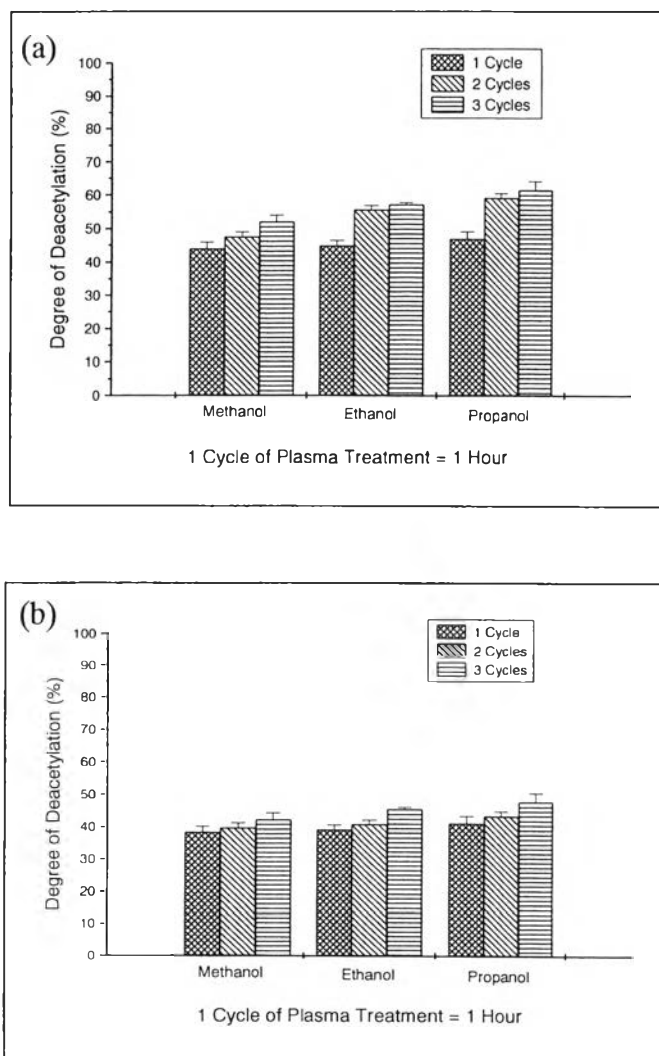 (a)
1 Cycle
2 Cycles
3 Cycles
Degree of Deacetylation (%)
100
90
80
70
60
50
40
30
20
10
0
Methanol Ethanol Propanol
1 Cycle of Plasma Treatment = 1 Hour
(b)
1 Cycle
2 Cycles
3 Cycles
Degree of Deacetylation (%)
100
90
80
70
60
50
40
30
20
10
0
Methanol Ethanol Propanol
1 Cycle of Plasma Treatment = 1 Hour